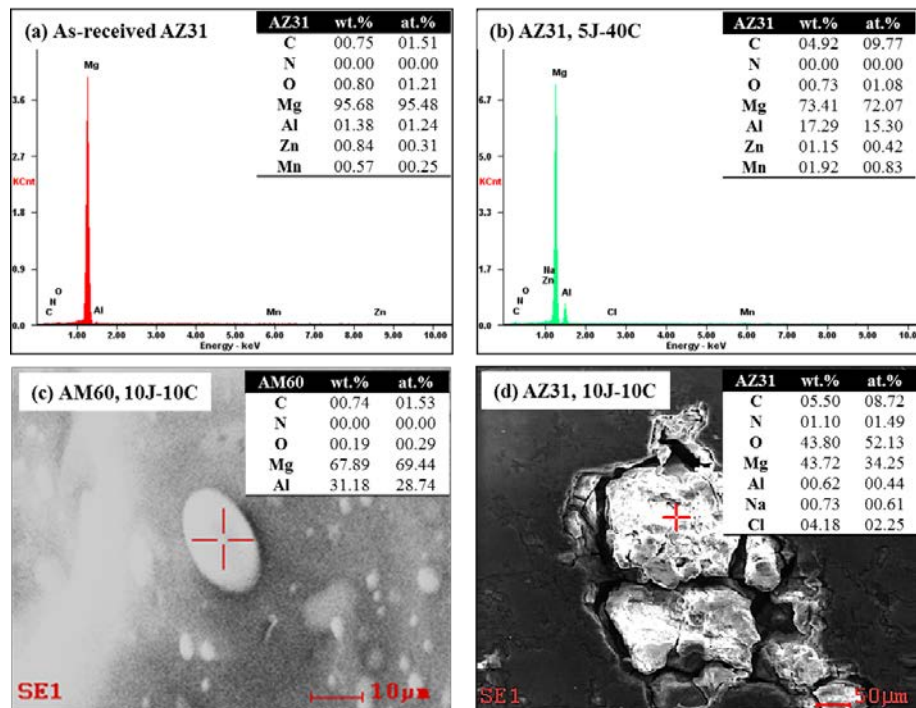 (a) As-received AZ31
AZ31 wt.% at.%
C 00.75 01.51
N 00.00 00.00
O 00.80 01.21
Mg 95.68 95.48
Al 01.38 01.24
Zn 00.84 00.31
Mn 00.57 00.25
Mg
3.6
2.7
KCnt
1.8
0.9
0.0
O
N
C
Al
Mn
Zn
1.00 2.00 3.00 4.00 5.00 6.00 7.00 8.00 9.00 10.00
Energy - keV
(b) AZ31, 5J-40C
AZ31 wt.% at.%
C 04.92 09.77
N 00.00 00.00
O 00.73 01.08
Mg 73.41 72.07
Al 17.29 15.30
Zn 01.15 00.42
Mn 01.92 00.83
Mg
6.7
5.0
KCnt
3.3
1.7
0.0
Na
Zn
O
N
C
Al
Cl
Mn
1.00 2.00 3.00 4.00 5.00 6.00 7.00 8.00 9.00 10.0
Energy - keV
(c) AM60, 10J-10C
AM60 wt.% at.%
C 00.74 01.53
N 00.00 00.00
O 00.19 00.29
Mg 67.89 69.44
Al 31.18 28.74
SE1
10µm
(d) AZ31, 10J-10C
AZ31 wt.% at.%
C 05.50 08.72
N 01.10 01.49
O 43.80 52.13
Mg 43.72 34.25
Al 00.62 00.44
Na 00.73 00.61
Cl 04.18 02.25
SE1
50µm